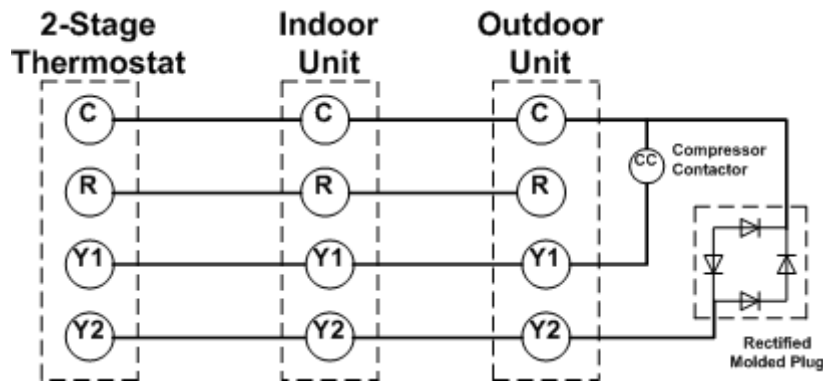 2-Stage
Thermostat
Indoor
Unit
Outdoor
Unit
C C C
CC
Compressor
Contactor
R R R
Y1 Y1 Y1
Y2 Y2 Y2
Rectified
Molded Plug